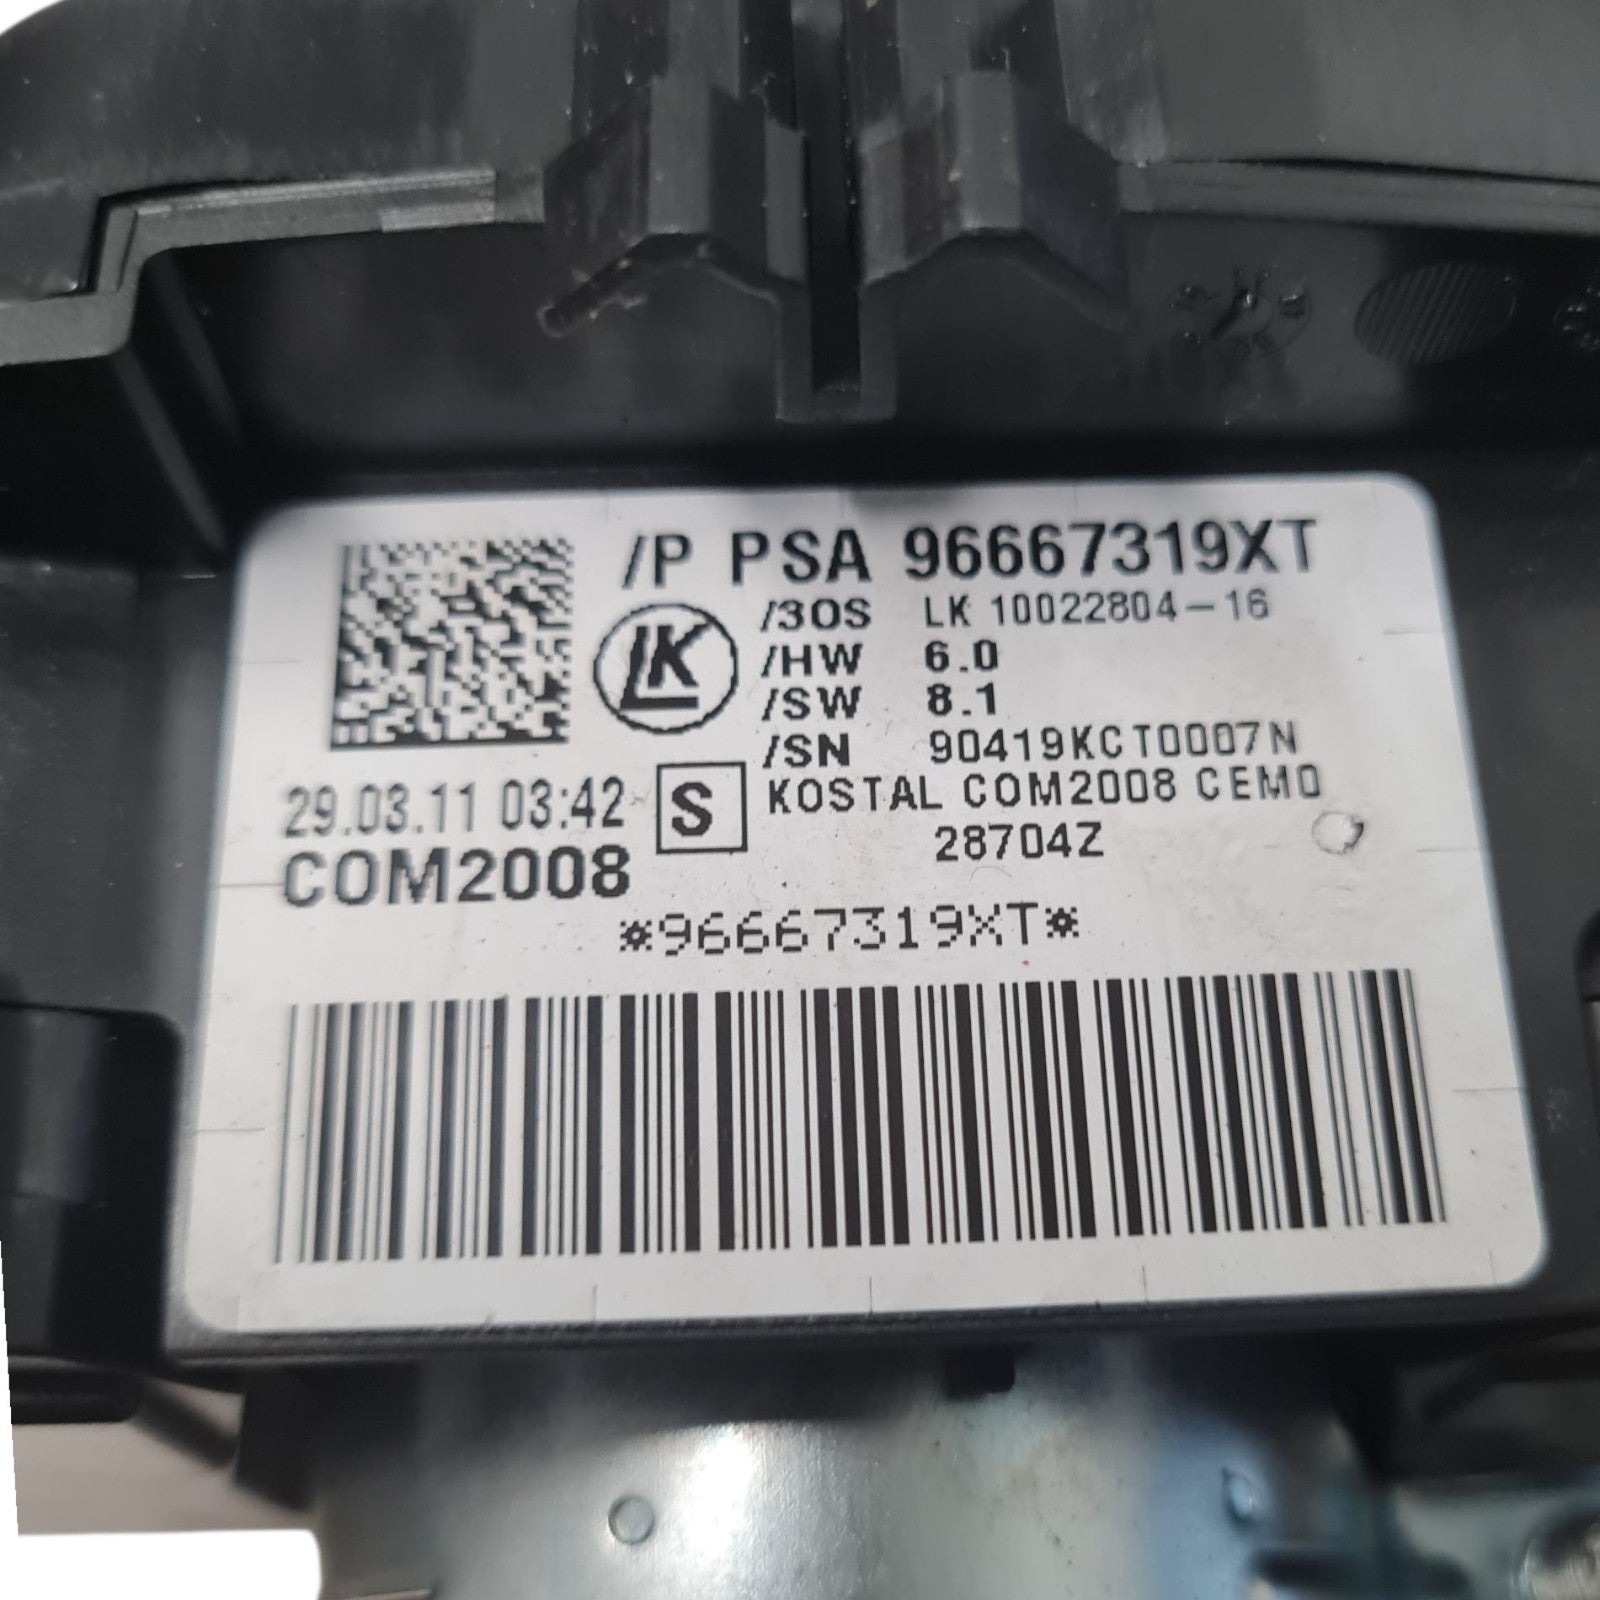 /P PSA 96667319XT
LK
/30S LK 10022804-16
/HW 6.0
/SW 8.1
/SN 90419KCT0007N
29.03.11 03:42 S KOSTAL COM2008 CEM0
COM2008 28704Z
*96667319XT*